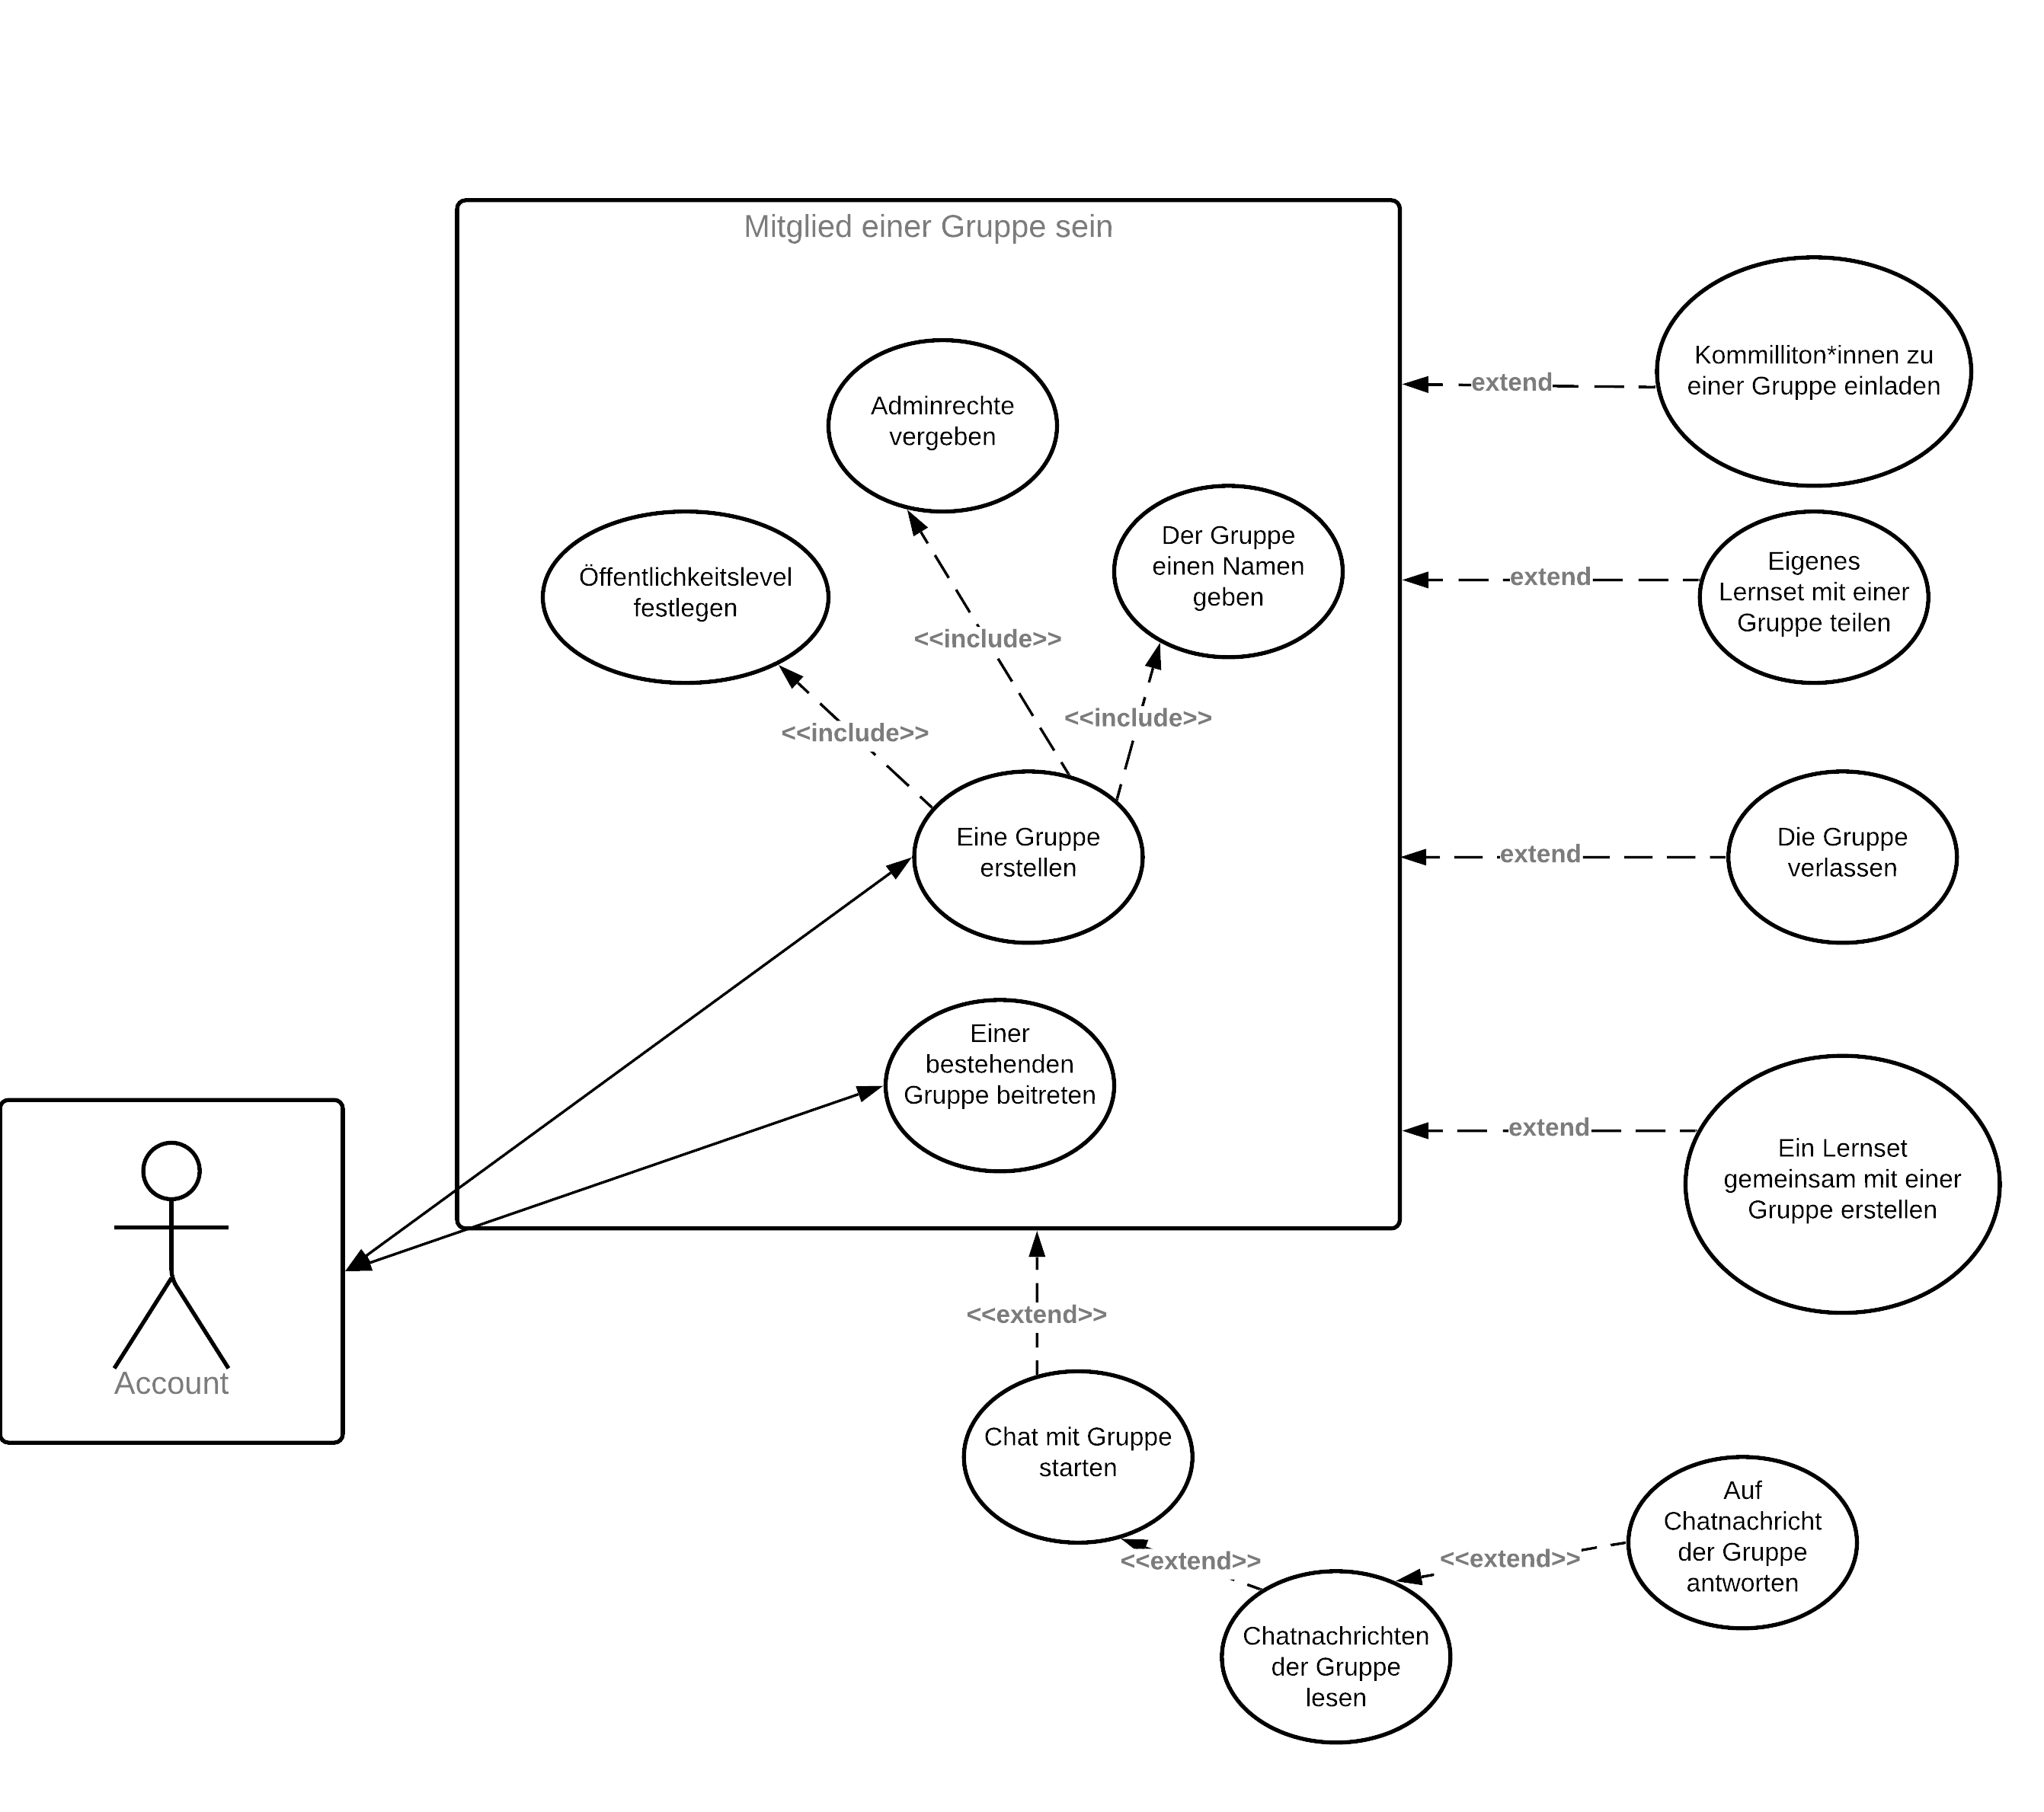 Mitglied einer Gruppe sein
Kommilliton*innen zu
einer Gruppe einladen
extend
Adminrechte
vergeben
Der Gruppe
einen Namen
geben
Öffentlichkeitslevel
festlegen
Eigenes
Lernset mit einer
Gruppe teilen
extend
<<include>>
<<include>>
<<include>>
Eine Gruppe
erstellen
extend
Die Gruppe
verlassen
Einer
bestehenden
Gruppe beitreten
extend
Ein Lernset
gemeinsam mit einer
Gruppe erstellen
Account
<<extend>>
Chat mit Gruppe
starten
<<extend>>
<<extend>>
Auf
Chatnachricht
der Gruppe
antworten
Chatnachrichten
der Gruppe
lesen